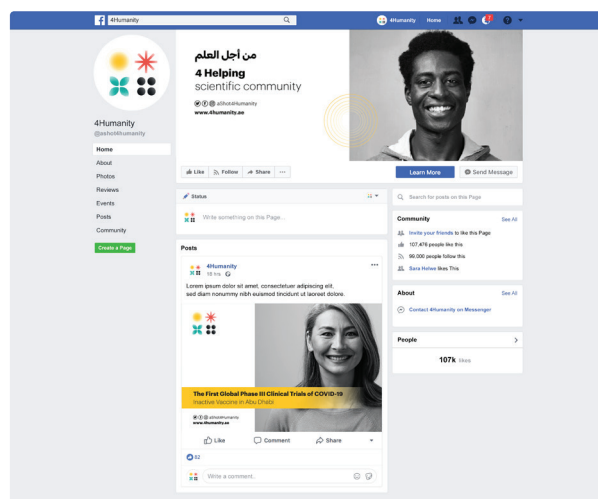 4Humanity
4Humanity Home
من أجل العلم
4 Helping
scientific community
aShot4Humanity
www.4humanity.ae
4Humanity
@ashot4humanity
Home
About
Photos
Reviews
Events
Posts
Community
Create a Page
Like Follow Share ...
Learn More Send Message
Status
Write something on this Page...
Posts
4Humanity
18 hrs
Lorem ipsum dolor sit amet, consectetuer adipiscing elit,
sed diam nonummy nibh euismod tincidunt ut laoreet dolore.
The First Global Phase III Clinical Trials of COVID-19
Inactive Vaccine in Abu Dhabi
aShot4Humanity
www.4humanity.ae
Like Comment Share
82
Write a comment.
Search for posts on this Page
Community See All
Invite your friends to like this Page
107,476 people like this
99,000 people follow this
Sara Helwe likes This
About See All
Contact 4Humanity on Messenger
People
107k likes